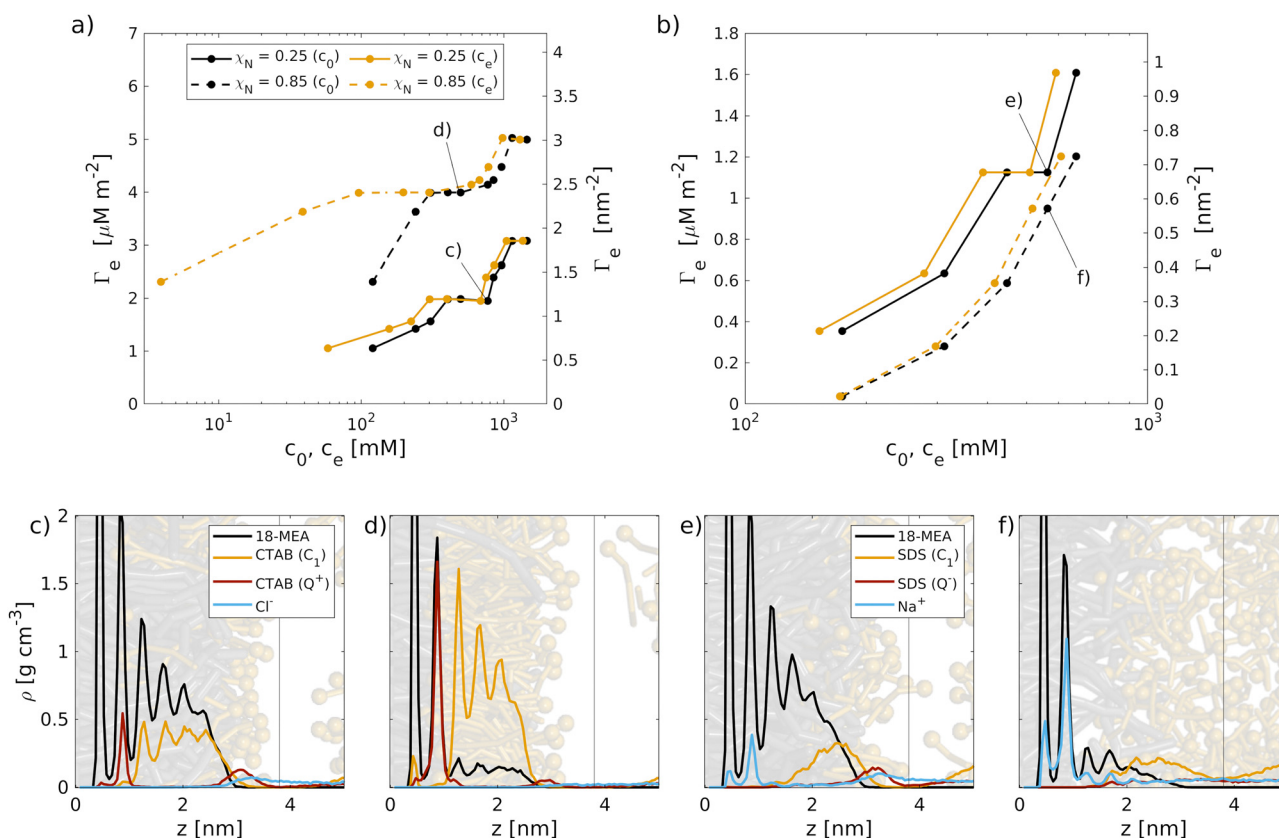 a)
7
6
5
4
3
2
1
0
Γe [μM m-2]
4
3.5
3
2.5
2
1.5
1
0.5
0
Γe [nm-2]
χN = 0.25 (c0)
χN = 0.25 (ce)
χN = 0.85 (c0)
χN = 0.85 (ce)
d)
c)
10^1
10^2
10^3
c0, ce [mM]
b)
1.8
1.6
1.4
1.2
1
0.8
0.6
0.4
0.2
0
Γe [μM m-2]
1
0.9
0.8
0.7
0.6
0.5
0.4
0.3
0.2
0.1
0
Γe [nm-2]
e)
f)
10^2
10^3
c0, ce [mM]
c)
2
1.5
1
0.5
0
ρ [g cm-3]
18-MEA
CTAB (C1)
CTAB (Q+)
Cl-
0
2
4
z [nm]
d)
0
2
4
z [nm]
e)
18-MEA
SDS (C1)
SDS (Q-)
Na+
0
2
4
z [nm]
f)
0
2
4
z [nm]